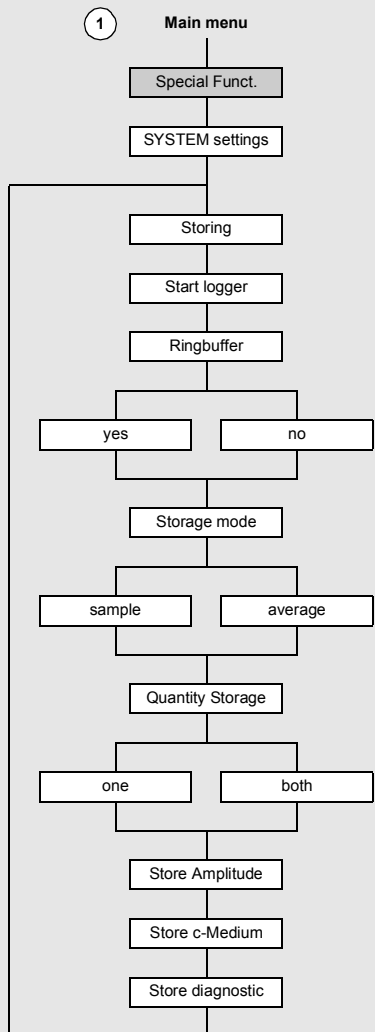 1 Main menu
Special Funct.
SYSTEM settings
Storing
Start logger
Ringbuffer
yes no
Storage mode
sample average
Quantity Storage
one both
Store Amplitude
Store c-Medium
Store diagnostic